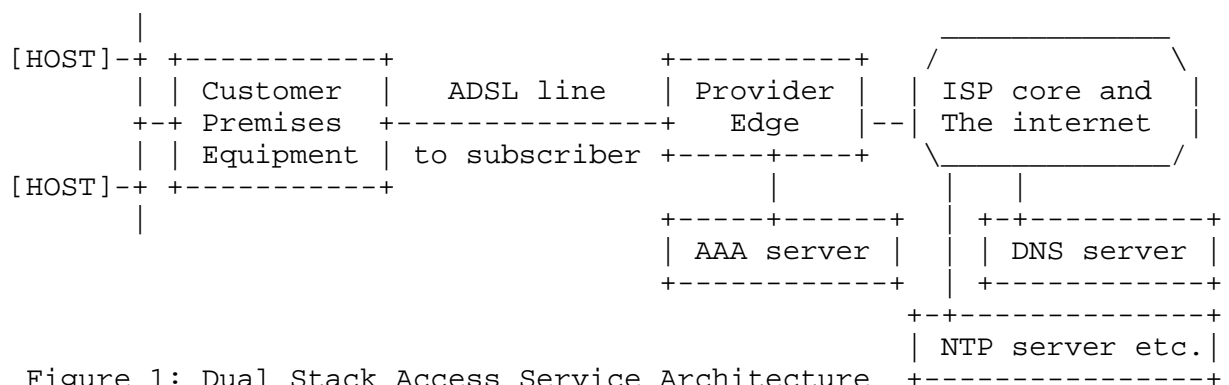 [HOST]
Customer ADSL line Provider ISP core and
Premises Edge The internet
Equipment to subscriber
[HOST]
AAA server DNS server
NTP server etc.
Figure 1: Dual Stack Access Service Architecture